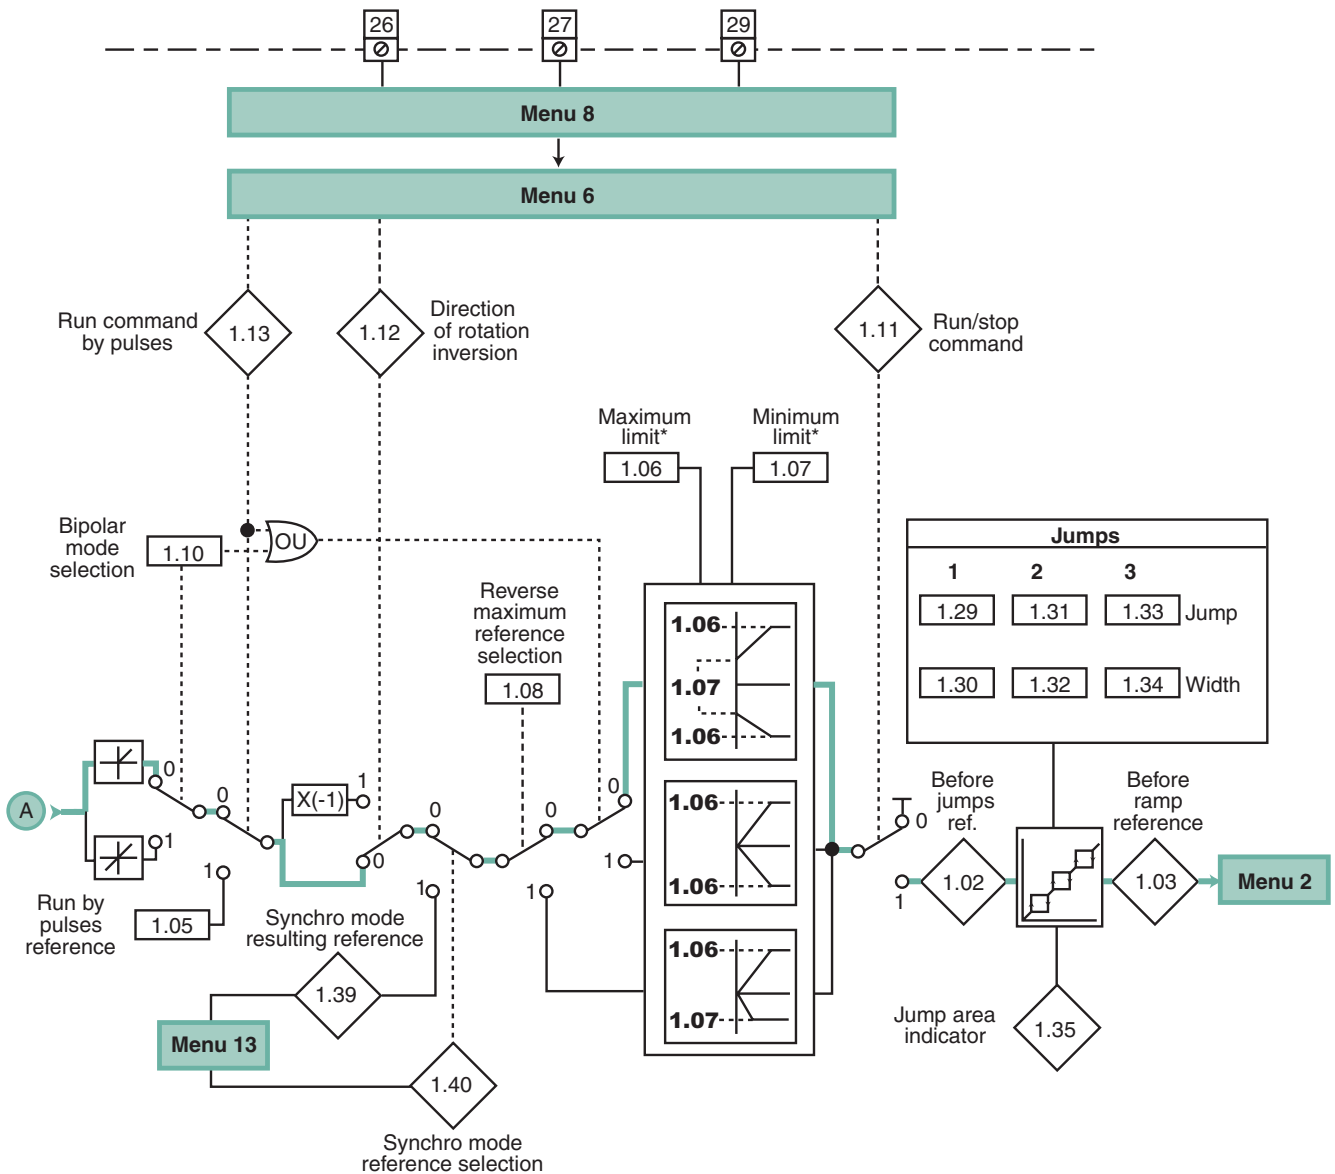 26
27
29
Menu 8
Menu 6
Run command
by pulses
1.13
1.12
Direction
of rotation
inversion
1.11
Run/stop
command
Maximum
limit*
1.06
Minimum
limit*
1.07
Bipolar
mode
selection
1.10
OU
Reverse
maximum
reference
selection
1.08
Jumps
1
2
3
1.29
1.31
1.33
Jump
1.30
1.32
1.34
Width
1.06
1.07
1.06
1.06
1.06
1.06
1.07
A
0
1
0
1
Run by
pulses
reference
1.05
X(-1)
1
0
0
1
0
1
0
1
0
1
Synchro mode
resulting reference
1.39
Menu 13
1.40
Synchro mode
reference selection
Before
jumps
ref.
1.02
Before
ramp
reference
1.03
Menu 2
Jump area
indicator
1.35